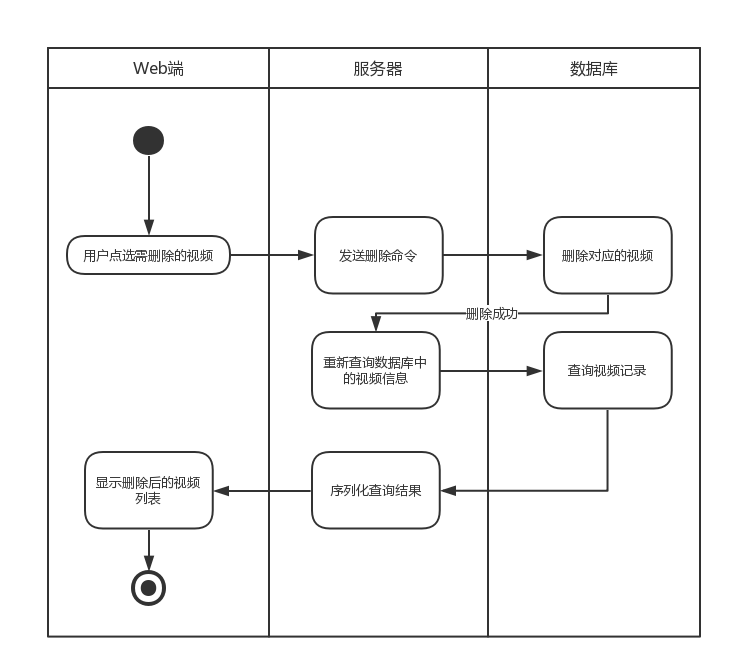 Web端
服务器
数据库
用户点选需删除的视频
发送删除命令
删除对应的视频
删除成功
重新查询数据库中
的视频信息
查询视频记录
显示删除后的视频
列表
序列化查询结果